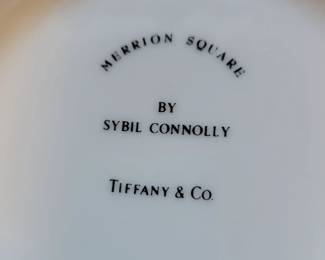 MERRION SQUARE
BY
SYBIL CONNOLLY
TIFFANY & CO.